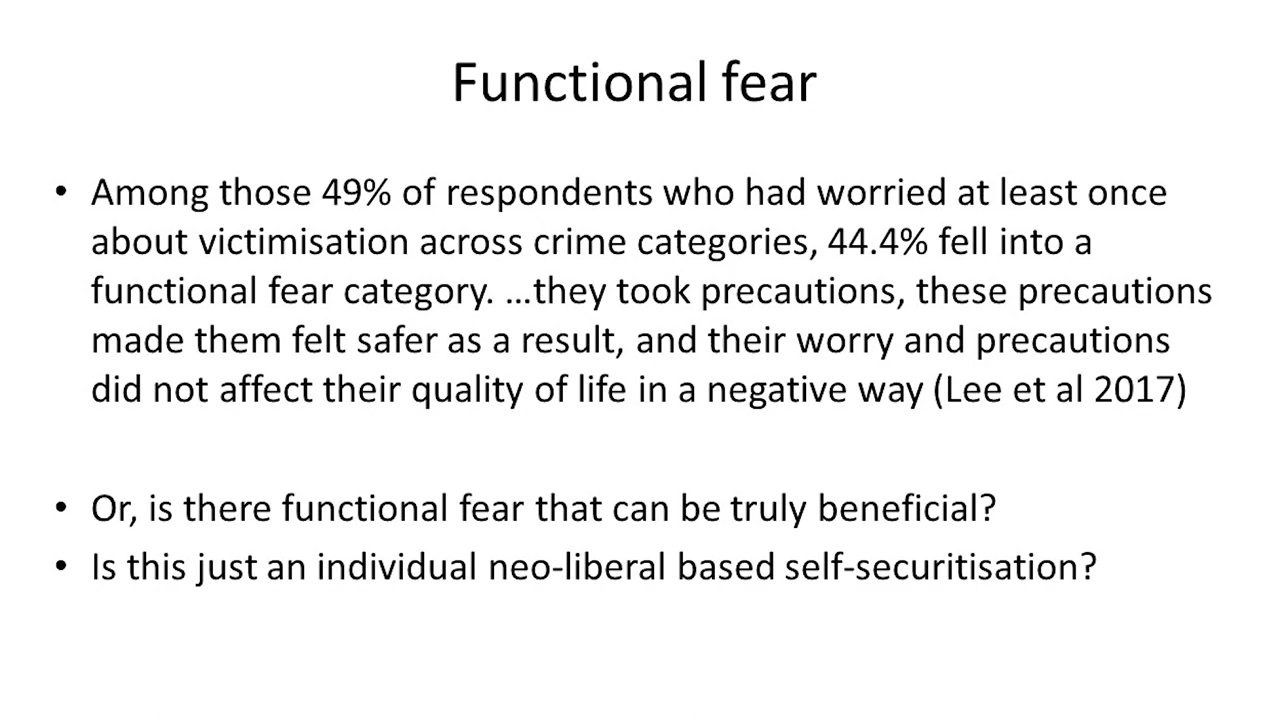 Functional fear
• Among those 49% of respondents who had worried at least once
about victimisation across crime categories, 44.4% fell into a
functional fear category. …they took precautions, these precautions
made them felt safer as a result, and their worry and precautions
did not affect their quality of life in a negative way (Lee et al 2017)
• Or, is there functional fear that can be truly beneficial?
• Is this just an individual neo-liberal based self-securitisation?